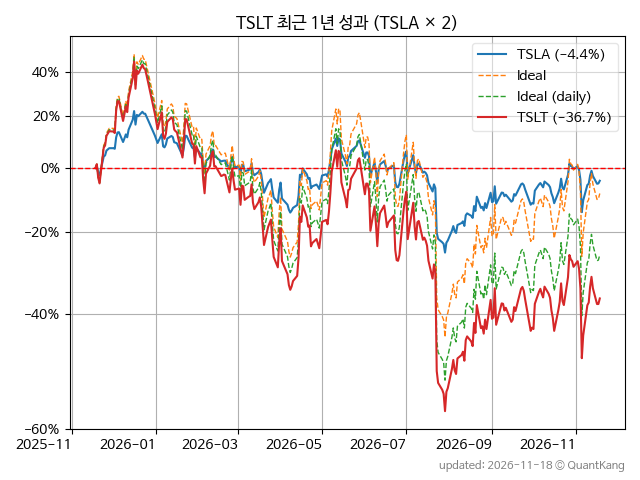 TSLT 최근 1년 성과 (TSLA × 2)
TSLA (−4.4%)
Ideal
Ideal (daily)
TSLT (−36.7%)
40%
20%
0%
−20%
−40%
−60%
2025-11
2026-01
2026-03
2026-05
2026-07
2026-09
2026-11
updated: 2026-11-18 © QuantKang